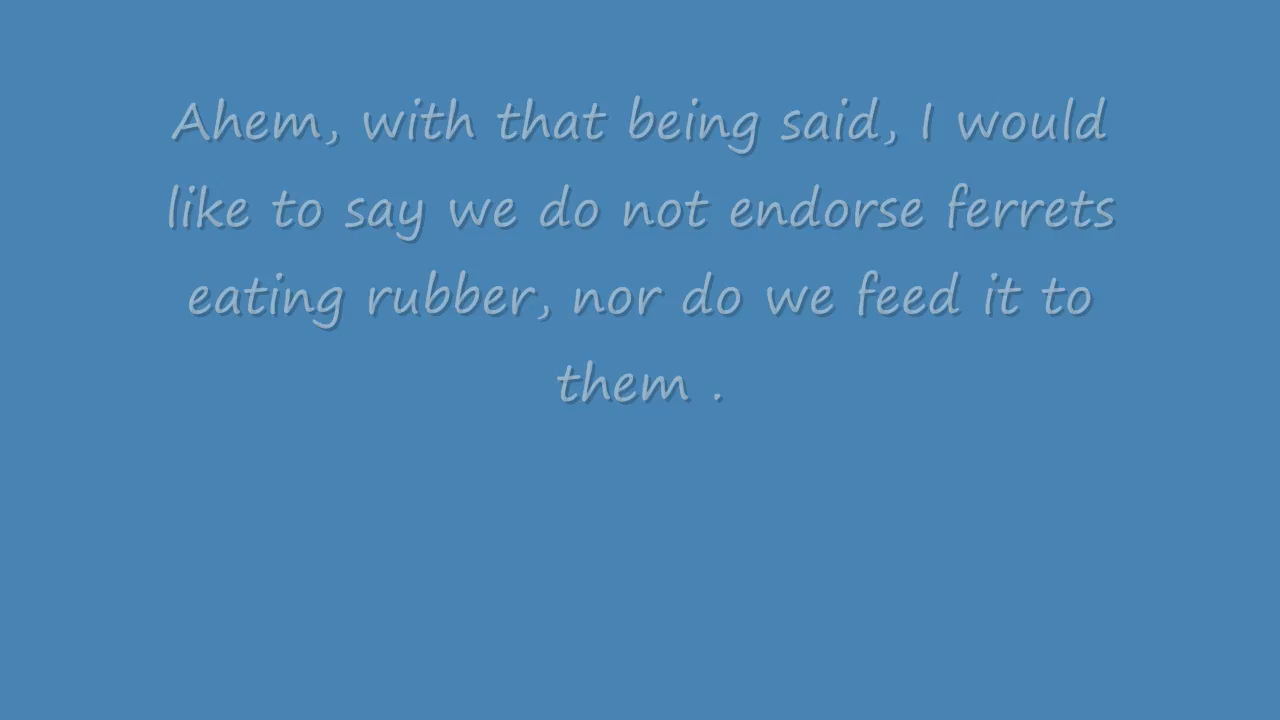 Ahem, with that being said, I would
like to say we do not endorse ferrets
eating rubber, nor do we feed it to
them .